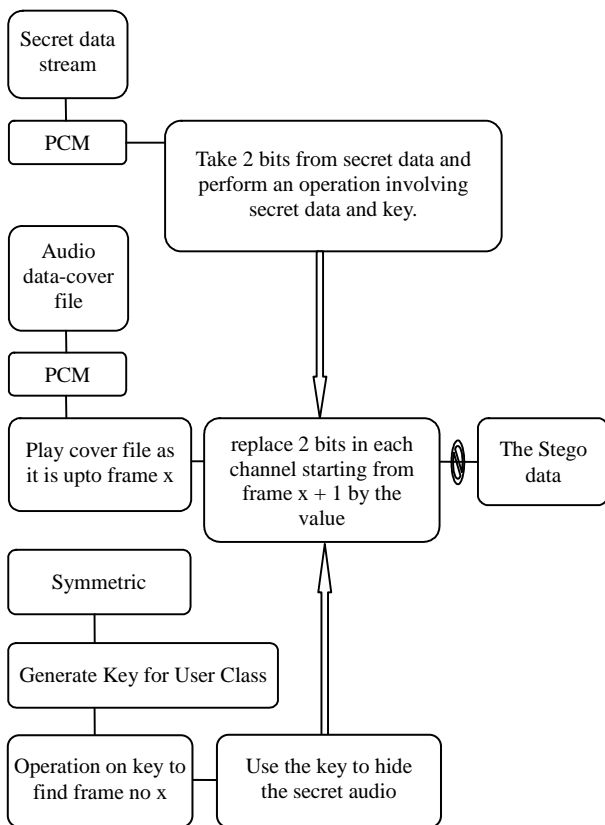 Secret data
stream
PCM
Take 2 bits from secret data and
perform an operation involving
secret data and key.
Audio
data-cover
file
PCM
Play cover file as
it is upto frame x
replace 2 bits in each
channel starting from
frame x + 1 by the
value
The Stego
data
Symmetric
Generate Key for User Class
Operation on key to
find frame no x
Use the key to hide
the secret audio